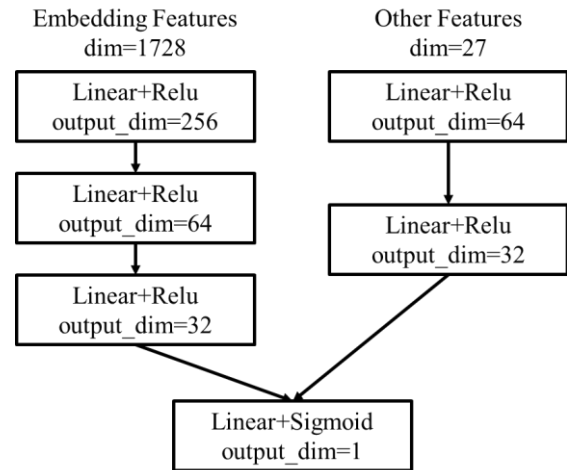 Embedding Features
dim=1728
Linear+Relu
output_dim=256
Linear+Relu
output_dim=64
Linear+Relu
output_dim=32
Other Features
dim=27
Linear+Relu
output_dim=64
Linear+Relu
output_dim=32
Linear+Sigmoid
output_dim=1